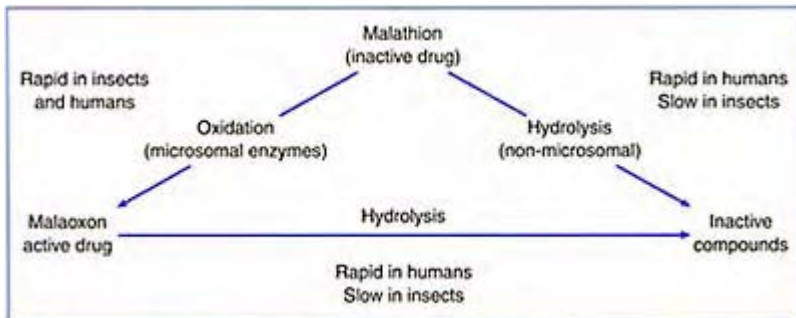 Malathion
(inactive drug)
Rapid in insects
and humans
Rapid in humans
Slow in insects
Oxidation
(microsomal enzymes)
Hydrolysis
(non-microsomal)
Malaoxon
active drug
Hydrolysis
Inactive
compounds
Rapid in humans
Slow in insects